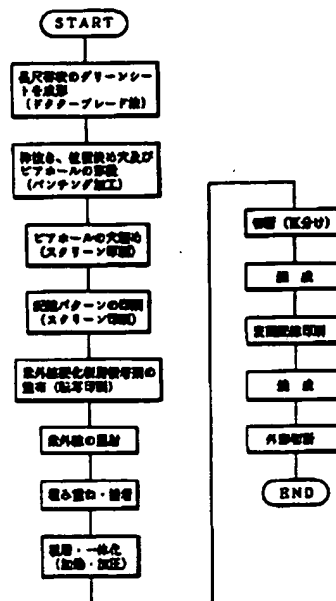 START
長尺帯状のグリーンシー
トを成形
(ドクターブレード法)
枠抜き、位置決め穴及び
ビアホールの形成
(パンチング加工)
ビアホールの穴埋め
(スクリーン印刷)
配線パターンの印刷
(スクリーン印刷)
紫外線硬化型接着剤の
塗布(転写印刷)
紫外線の照射
積み重ね・接着
積層・一体化
(加熱・加圧)
切断(区分け)
焼成
表面配線印刷
焼成
外形切断
END